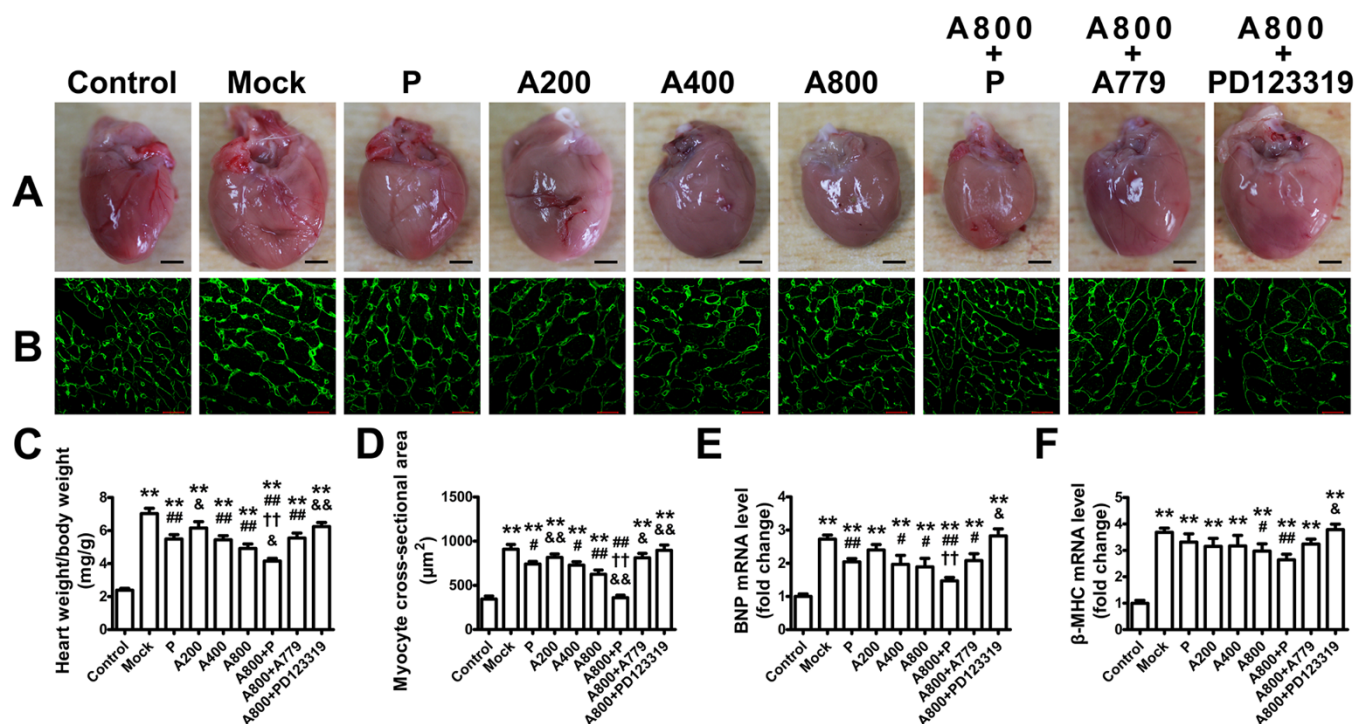 A800 + P
A800 + A779
A800 + PD123319
Control
Mock
P
A200
A400
A800
A
B
C
Heart weight/body weight
(mg/g)
8
6
4
2
0
**
**
##
**
&
**
##
**
##
**
##
††
&
**
##
**
&&
Control
Mock
P
A200
A400
A800
A800+P
A800+A779
A800+PD123319
D
Myocyte cross-sectional area
(μm²)
1500
1000
500
0
**
**
#
**
&&
**
#
**
##
##
††
&&
**
&
**
&&
Control
Mock
P
A200
A400
A800
A800+P
A800+A779
A800+PD123319
E
BNP mRNA level
(fold change)
4
3
2
1
0
**
**
##
**
**
#
**
#
**
##
††
**
#
**
&
Control
Mock
P
A200
A400
A800
A800+P
A800+A779
A800+PD123319
F
β-MHC mRNA level
(fold change)
5
4
3
2
1
0
**
**
**
**
**
#
**
##
**
**
&
Control
Mock
P
A200
A400
A800
A800+P
A800+A779
A800+PD123319